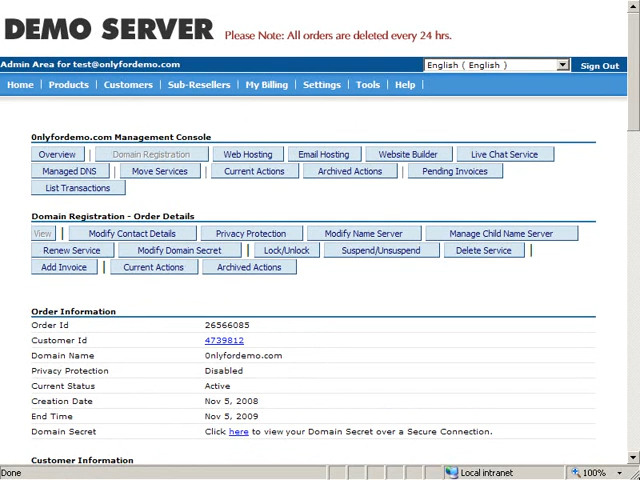 DEMO SERVER Please Note: All orders are deleted every 24 hrs.
Admin Area for test@onlyfordemo.com English ( English ) Sign Out
Home Products Customers Sub-Resellers My Billing Settings Tools Help
0nlyfordemo.com Management Console
Overview Domain Registration Web Hosting Email Hosting Website Builder Live Chat Service
Managed DNS Move Services Current Actions Archived Actions Pending Invoices
List Transactions
Domain Registration - Order Details
View Modify Contact Details Privacy Protection Modify Name Server Manage Child Name Server
Renew Service Modify Domain Secret Lock/Unlock Suspend/Unsuspend Delete Service
Add Invoice Current Actions Archived Actions
Order Information
Order Id 26566085
Customer Id 4739812
Domain Name 0nlyfordemo.com
Privacy Protection Disabled
Current Status Active
Creation Date Nov 5, 2008
End Time Nov 5, 2009
Domain Secret Click here to view your Domain Secret over a Secure Connection.
Customer Information
Done Local intranet 100%